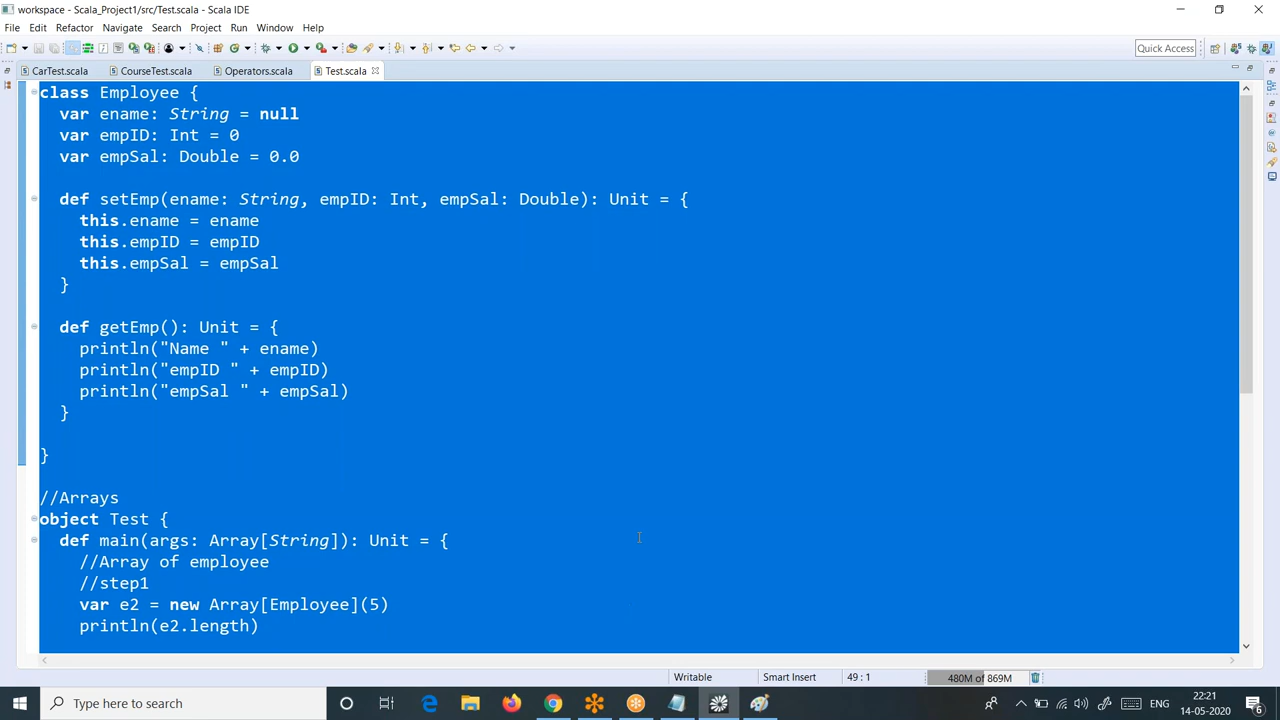 workspace - Scala_Project1/src/Test.scala - Scala IDE
File Edit Refactor Navigate Search Project Run Window Help
Quick Access
CarTest.scala CourseTest.scala Operators.scala Test.scala
class Employee {
var ename: String = null
var empID: Int = 0
var empSal: Double = 0.0
def setEmp(ename: String, empID: Int, empSal: Double): Unit = {
this.ename = ename
this.empID = empID
this.empSal = empSal
}
def getEmp(): Unit = {
println("Name " + ename)
println("empID " + empID)
println("empSal " + empSal)
}
}
//Arrays
object Test {
def main(args: Array[String]): Unit = {
//Array of employee
//step1
var e2 = new Array[Employee](5)
println(e2.length)
Writable Smart Insert 49 : 1 480M of 869M
Type here to search
ENG
22:21
14-05-2020
6